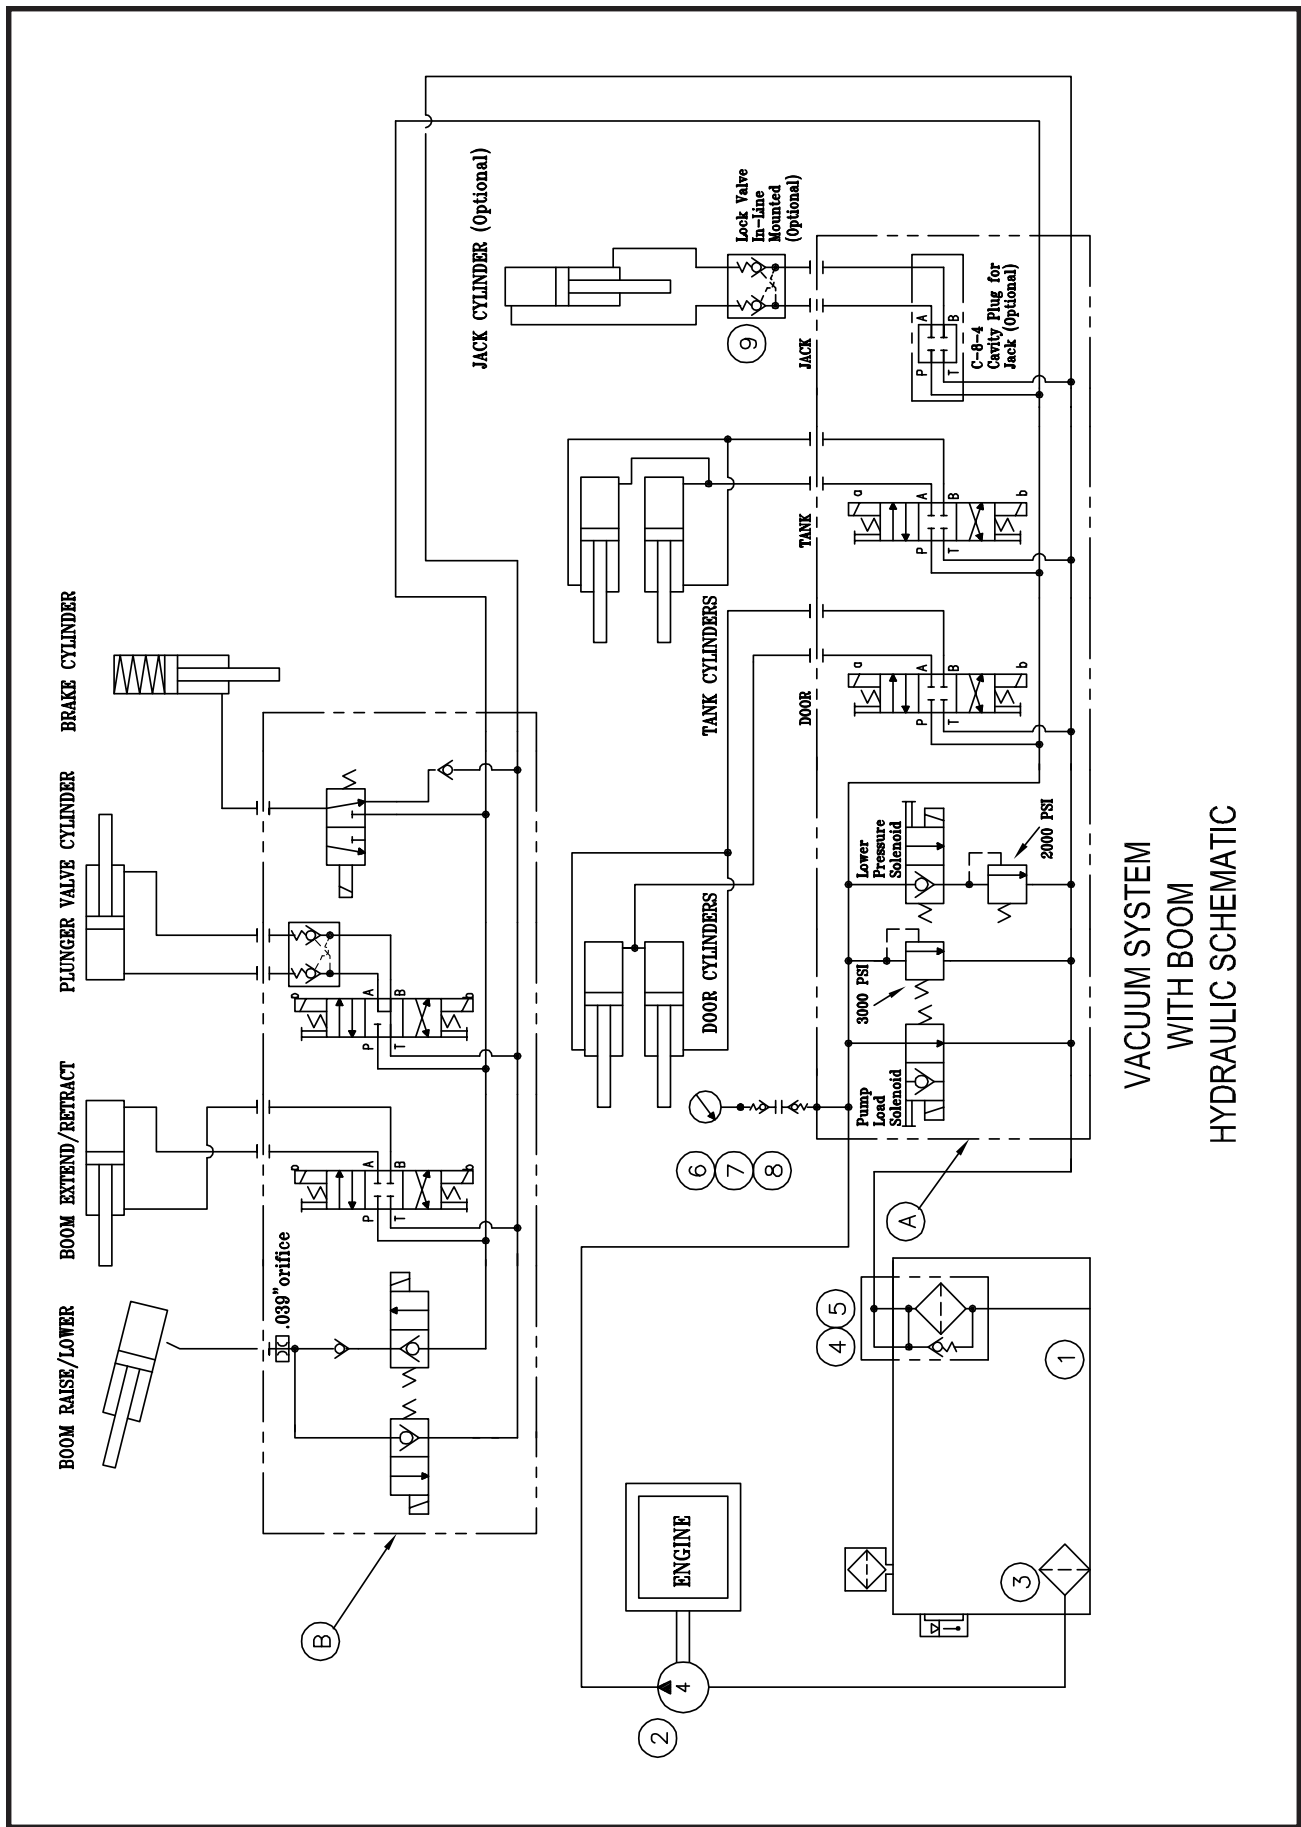 BOOM RAISE/LOWER
BOOM EXTEND/RETRACT
PLUNGER VALVE CYLINDER
BRAKE CYLINDER
.039" orifice
P
T
A
B
P
T
A
B
b
b
b
b
B
JACK CYLINDER (Optional)
Lock Valve
In-Line
Mounted
(Optional)
9
ENGINE
4
2
DOOR CYLINDERS
TANK CYLINDERS
6
7
8
DOOR
TANK
JACK
Pump
Load
Solenoid
3000 PSI
Lower
Pressure
Solenoid
2000 PSI
a
P
T
A
B
b
a
P
T
A
B
b
P
T
A
B
C-8-4
Cavity Plug for
Jack (Optional)
A
4
5
1
3
VACUUM SYSTEM
WITH BOOM
HYDRAULIC SCHEMATIC